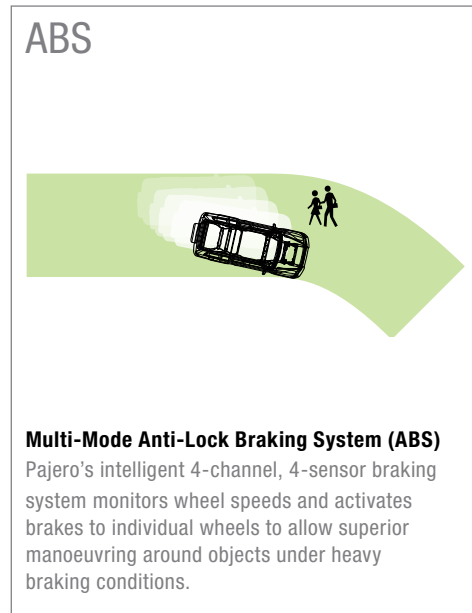 ABS
Multi-Mode Anti-Lock Braking System (ABS)
Pajero’s intelligent 4-channel, 4-sensor braking
system monitors wheel speeds and activates
brakes to individual wheels to allow superior
manoeuvring around objects under heavy
braking conditions.